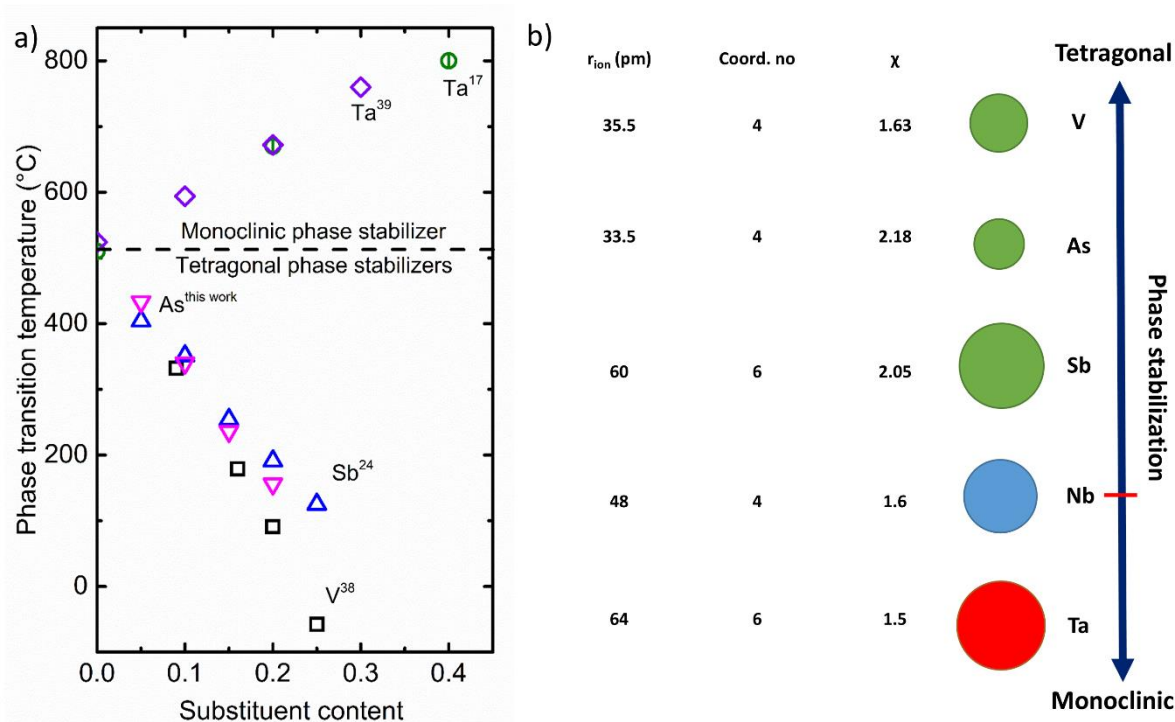 a)
Phase transition temperature (°C)
800
600
400
200
0
Ta17
Ta39
Monoclinic phase stabilizer
Tetragonal phase stabilizers
Asthis work
Sb24
V38
0.0 0.1 0.2 0.3 0.4
Substituent content
b)
rion (pm) Coord. no χ
Tetragonal
35.5 4 1.63 V
33.5 4 2.18 As
60 6 2.05 Sb
48 4 1.6 Nb
64 6 1.5 Ta
Phase stabilization
Monoclinic